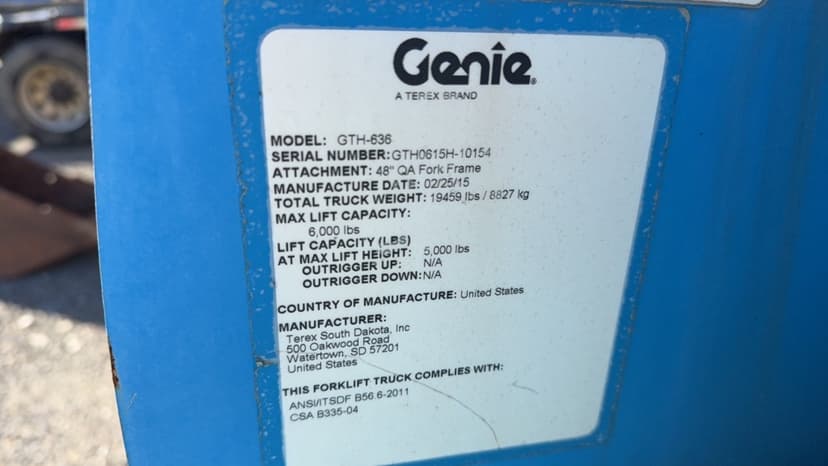 Genie
A TEREX BRAND
MODEL: GTH-636
SERIAL NUMBER: GTH0615H-10154
ATTACHMENT: 48" QA Fork Frame
MANUFACTURE DATE: 02/25/15
TOTAL TRUCK WEIGHT: 19459 lbs / 8827 kg
MAX LIFT CAPACITY:
6,000 lbs
LIFT CAPACITY (LBS)
AT MAX LIFT HEIGHT: 5,000 lbs
OUTRIGGER UP: N/A
OUTRIGGER DOWN: N/A
COUNTRY OF MANUFACTURE: United States
MANUFACTURER:
Terex South Dakota, Inc
500 Oakwood Road
Watertown, SD 57201
United States
THIS FORKLIFT TRUCK COMPLIES WITH:
ANSI/ITSDF B56.6-2011
CSA B335-04